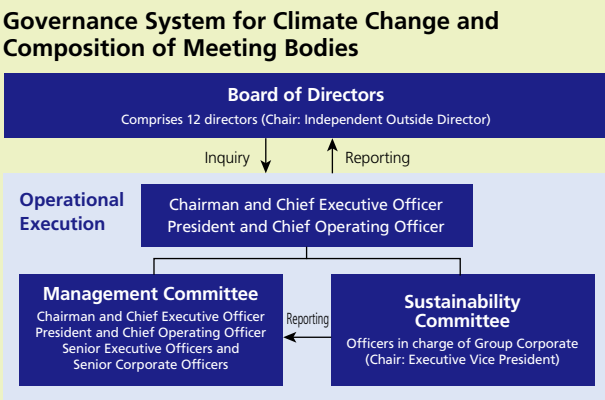 Governance System for Climate Change and
Composition of Meeting Bodies
Board of Directors
Comprises 12 directors (Chair: Independent Outside Director)
Inquiry
Reporting
Operational
Execution
Chairman and Chief Executive Officer
President and Chief Operating Officer
Management Committee
Chairman and Chief Executive Officer
President and Chief Operating Officer
Senior Executive Officers and
Senior Corporate Officers
Reporting
Sustainability
Committee
Officers in charge of Group Corporate
(Chair: Executive Vice President)